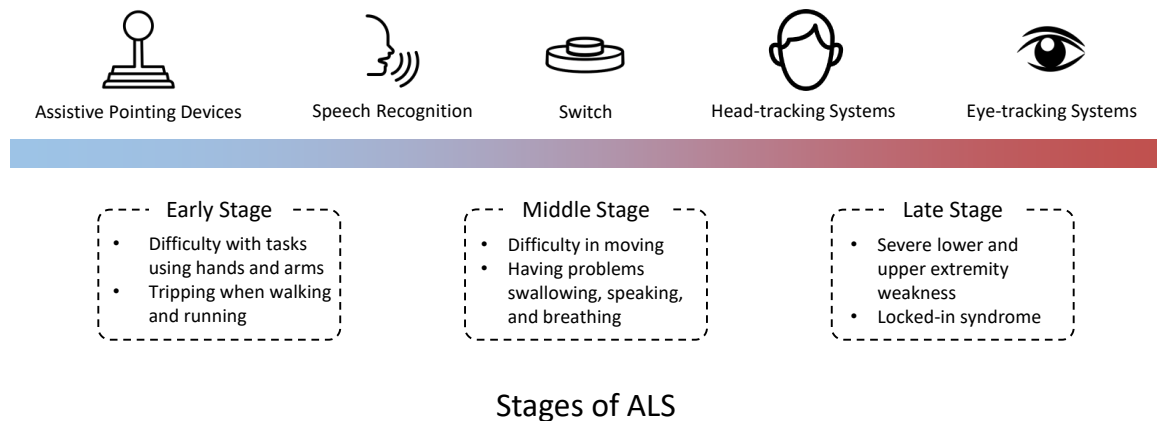 Assistive Pointing Devices
Speech Recognition
Switch
Head-tracking Systems
Eye-tracking Systems
Early Stage
• Difficulty with tasks
using hands and arms
• Tripping when walking
and running
Middle Stage
• Difficulty in moving
• Having problems
swallowing, speaking,
and breathing
Late Stage
• Severe lower and
upper extremity
weakness
• Locked-in syndrome
Stages of ALS